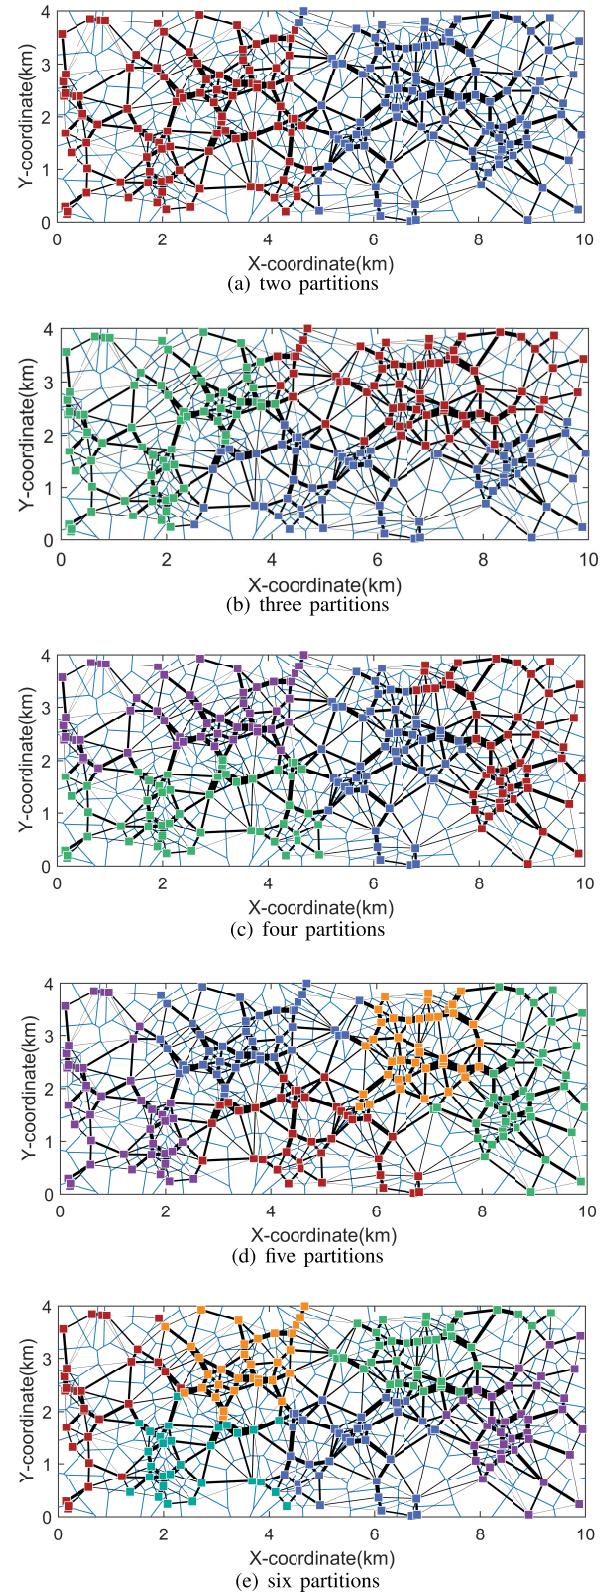 4
3
2
1
0
Y-coordinate(km)
0 2 4 6 8 10
X-coordinate(km)
(a) two partitions
4
3
2
1
0
Y-coordinate(km)
0 2 4 6 8 10
X-coordinate(km)
(b) three partitions
4
3
2
1
0
Y-coordinate(km)
0 2 4 6 8 10
X-coordinate(km)
(c) four partitions
4
3
2
1
0
Y-coordinate(km)
0 2 4 6 8 10
X-coordinate(km)
(d) five partitions
4
3
2
1
0
Y-coordinate(km)
0 2 4 6 8 10
X-coordinate(km)
(e) six partitions